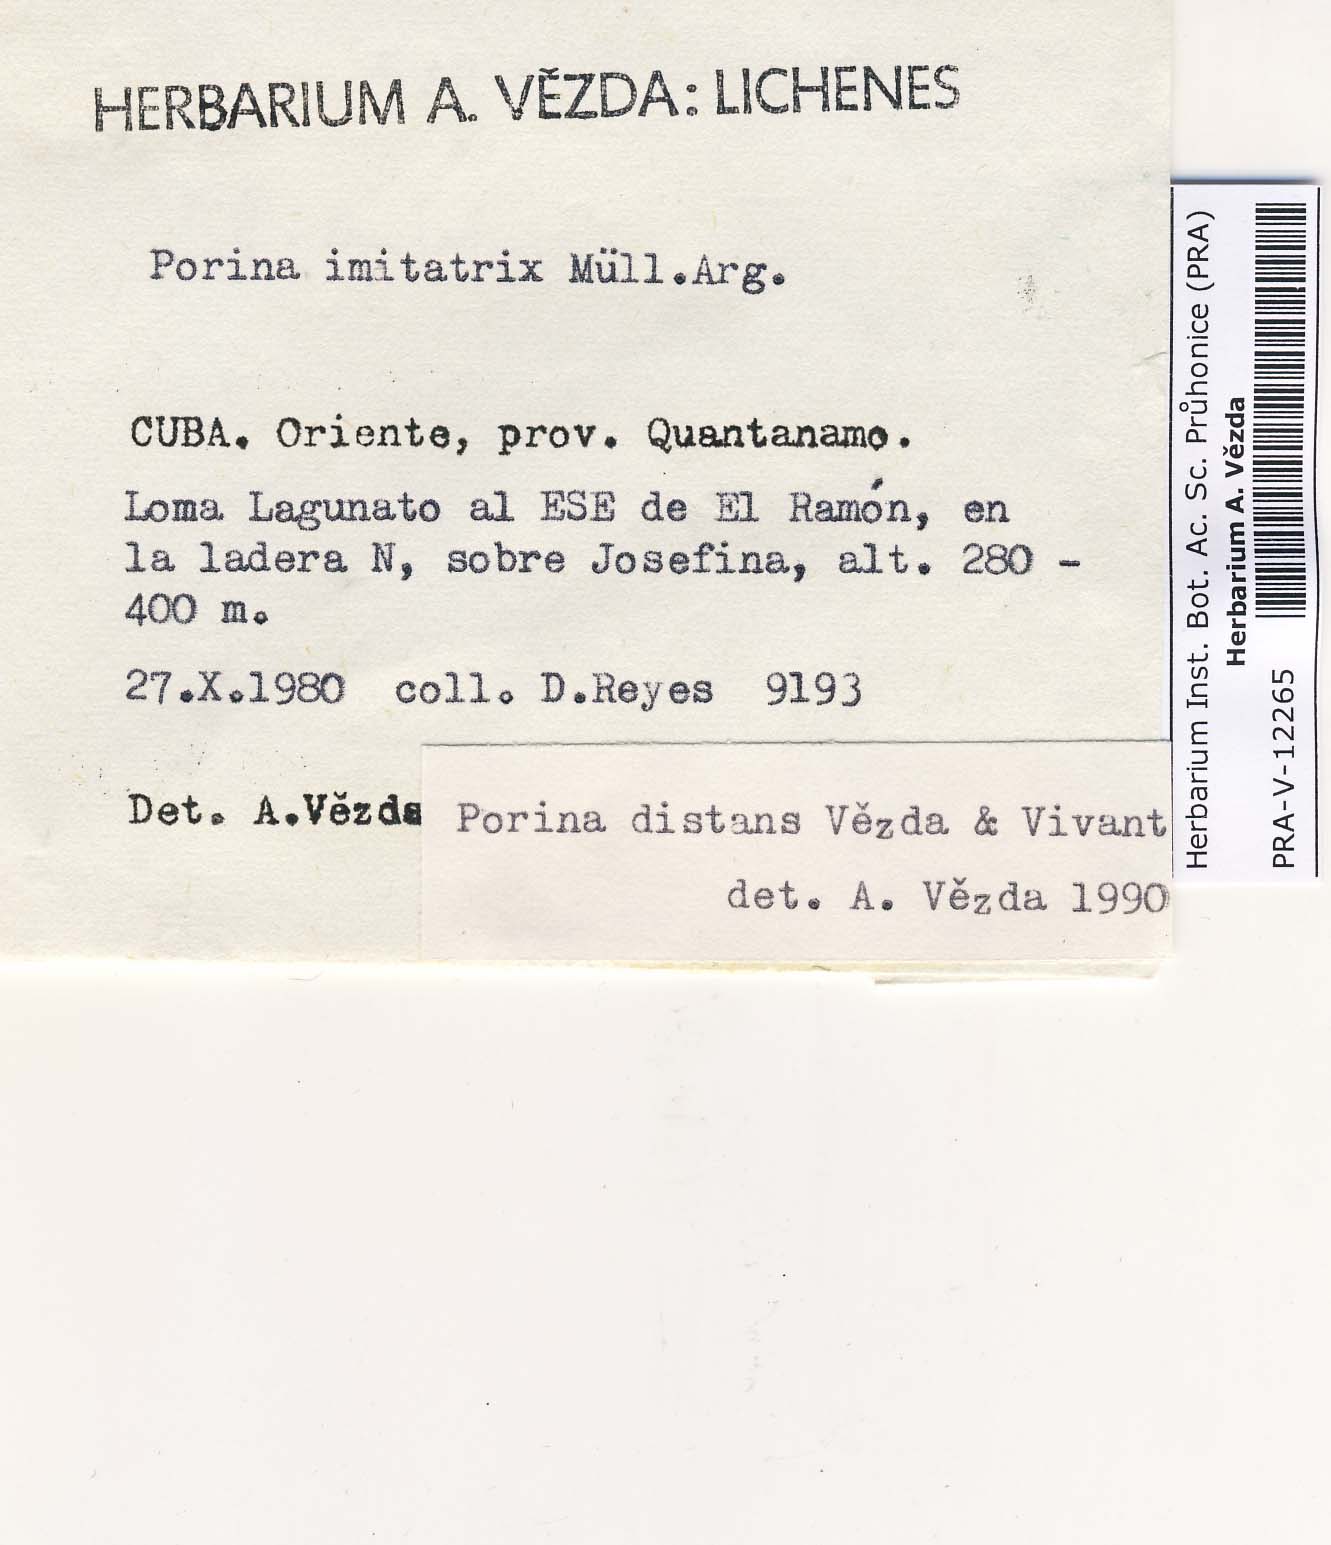 HERBARIUM A. VĚZDA: LICHENES
Porina imitatrix Müll.Arg.
CUBA. Oriente, prov. Quantanamo.
Loma Lagunato al ESE de El Ramón, en
la ladera N, sobre Josefina, alt. 280 -
400 m.
27.X.1980 coll. D.Reyes 9193
Det. A.Vězda
Porina distans Vězda & Vivant
det. A. Vězda 1990
Herbarium Inst. Bot. Ac. Sc. Průhonice (PRA)
Herbarium A. Vězda
PRA-V-12265